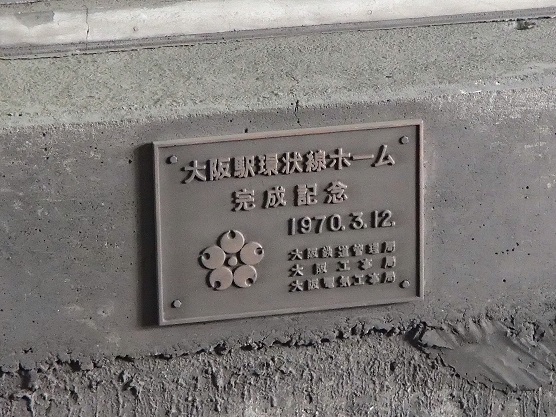 大阪駅環状線ホーム
完成記念
1970.3.12.
大阪鉄道管理局
大阪工事局
大阪電気工事局